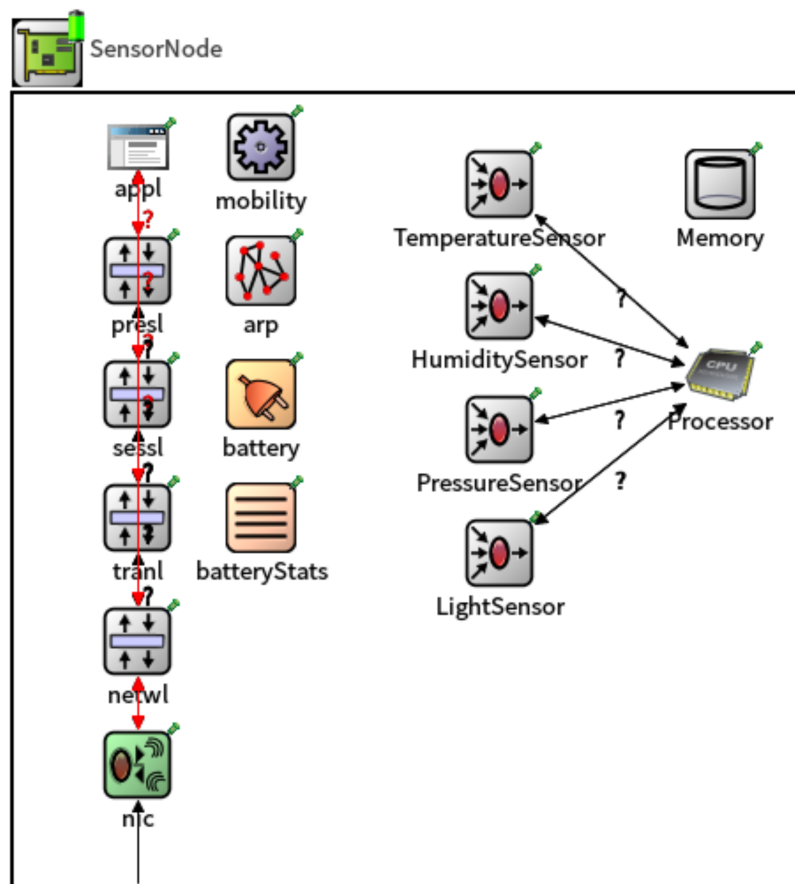 SensorNode
appl
mobility
TemperatureSensor
Memory
?
?
presl
arp
?
?
?
HumiditySensor
?
CPU
Processor
?
?
sessl
battery
PressureSensor
?
?
?
tranl
batteryStats
LightSensor
?
netwl
nic